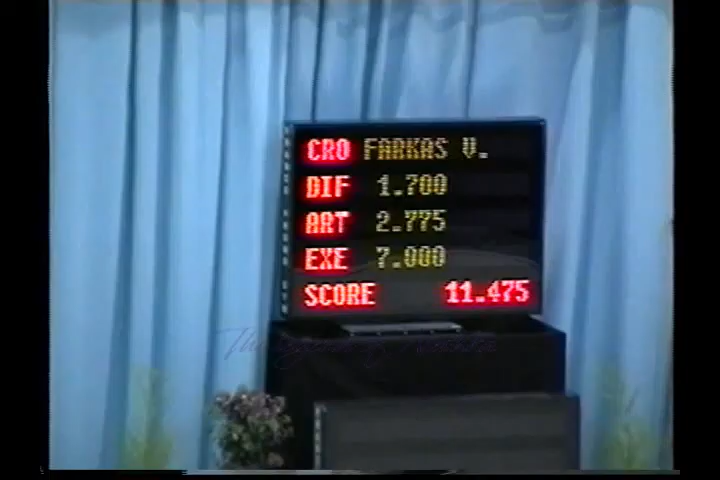 CRO FARKAS V.
DIF 1.700
ART 2.775
EXE 7.000
SCORE 11.475